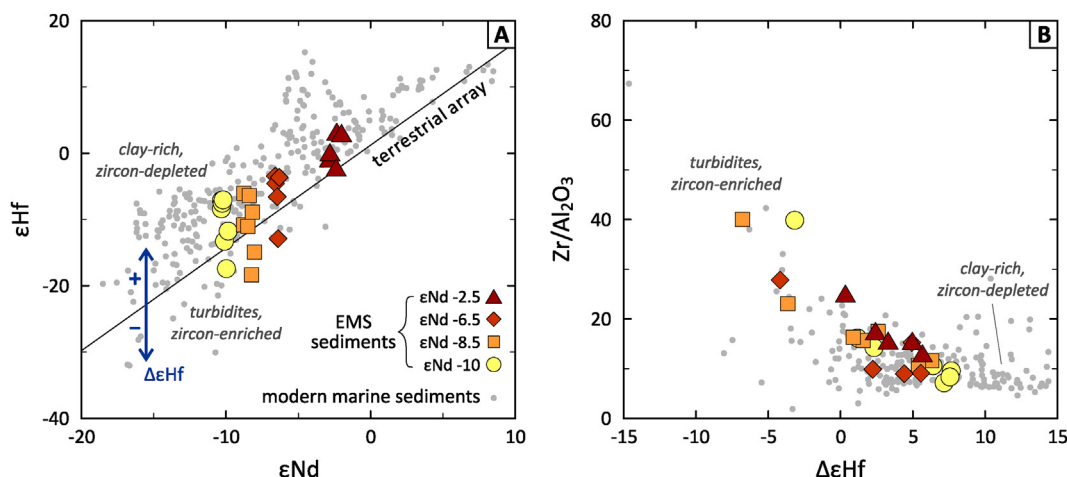 A
20
0
-20
-40
εHf
-20
-10
0
10
εNd
clay-rich,
zircon-depleted
terrestrial array
+
−
ΔεHf
turbidites,
zircon-enriched
EMS
sediments
εNd -2.5
εNd -6.5
εNd -8.5
εNd -10
modern marine sediments
B
80
60
40
20
0
Zr/Al₂O₃
-15
-10
-5
0
5
10
15
ΔεHf
turbidites,
zircon-enriched
clay-rich,
zircon-depleted